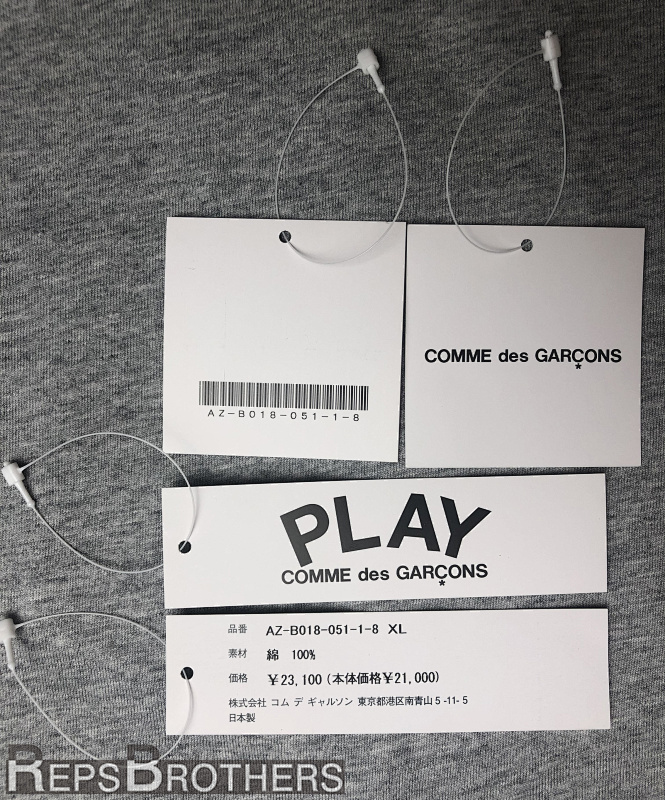 AZ-B018-051-1-8
COMME des GARÇONS
*
PLAY
COMME des GARÇONS
*
品番 AZ-B018-051-1-8 XL
素材 綿 100%
価格 ¥23,100 (本体価格¥21,000)
株式会社 コム デ ギャルソン 東京都港区南青山5-11-5
日本製
REPSBROTHERS